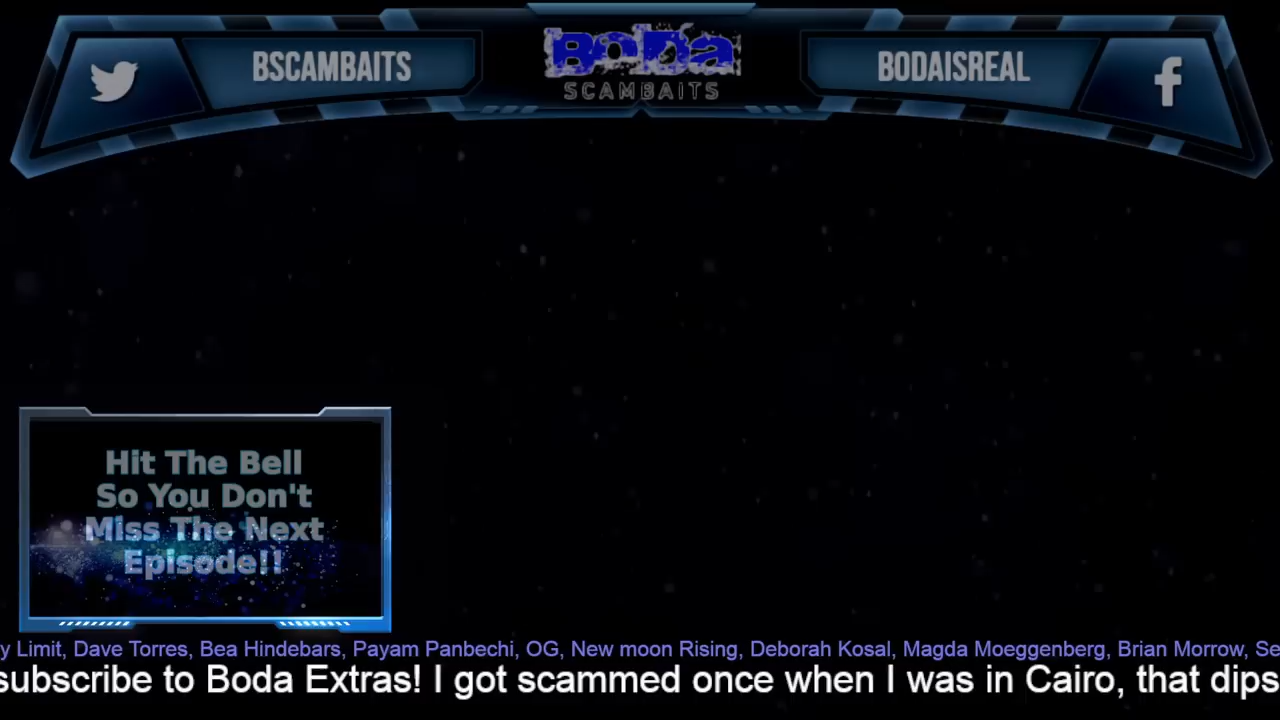 BSCAMBAITS
BODA
SCAMBAITS
BODAISREAL
Hit The Bell
So You Don't
Miss The Next
Episode!!
y Limit, Dave Torres, Bea Hindebars, Payam Panbechi, OG, New moon Rising, Deborah Kosal, Magda Moeggenberg, Brian Morrow, Se
subscribe to Boda Extras! I got scammed once when I was in Cairo, that dips